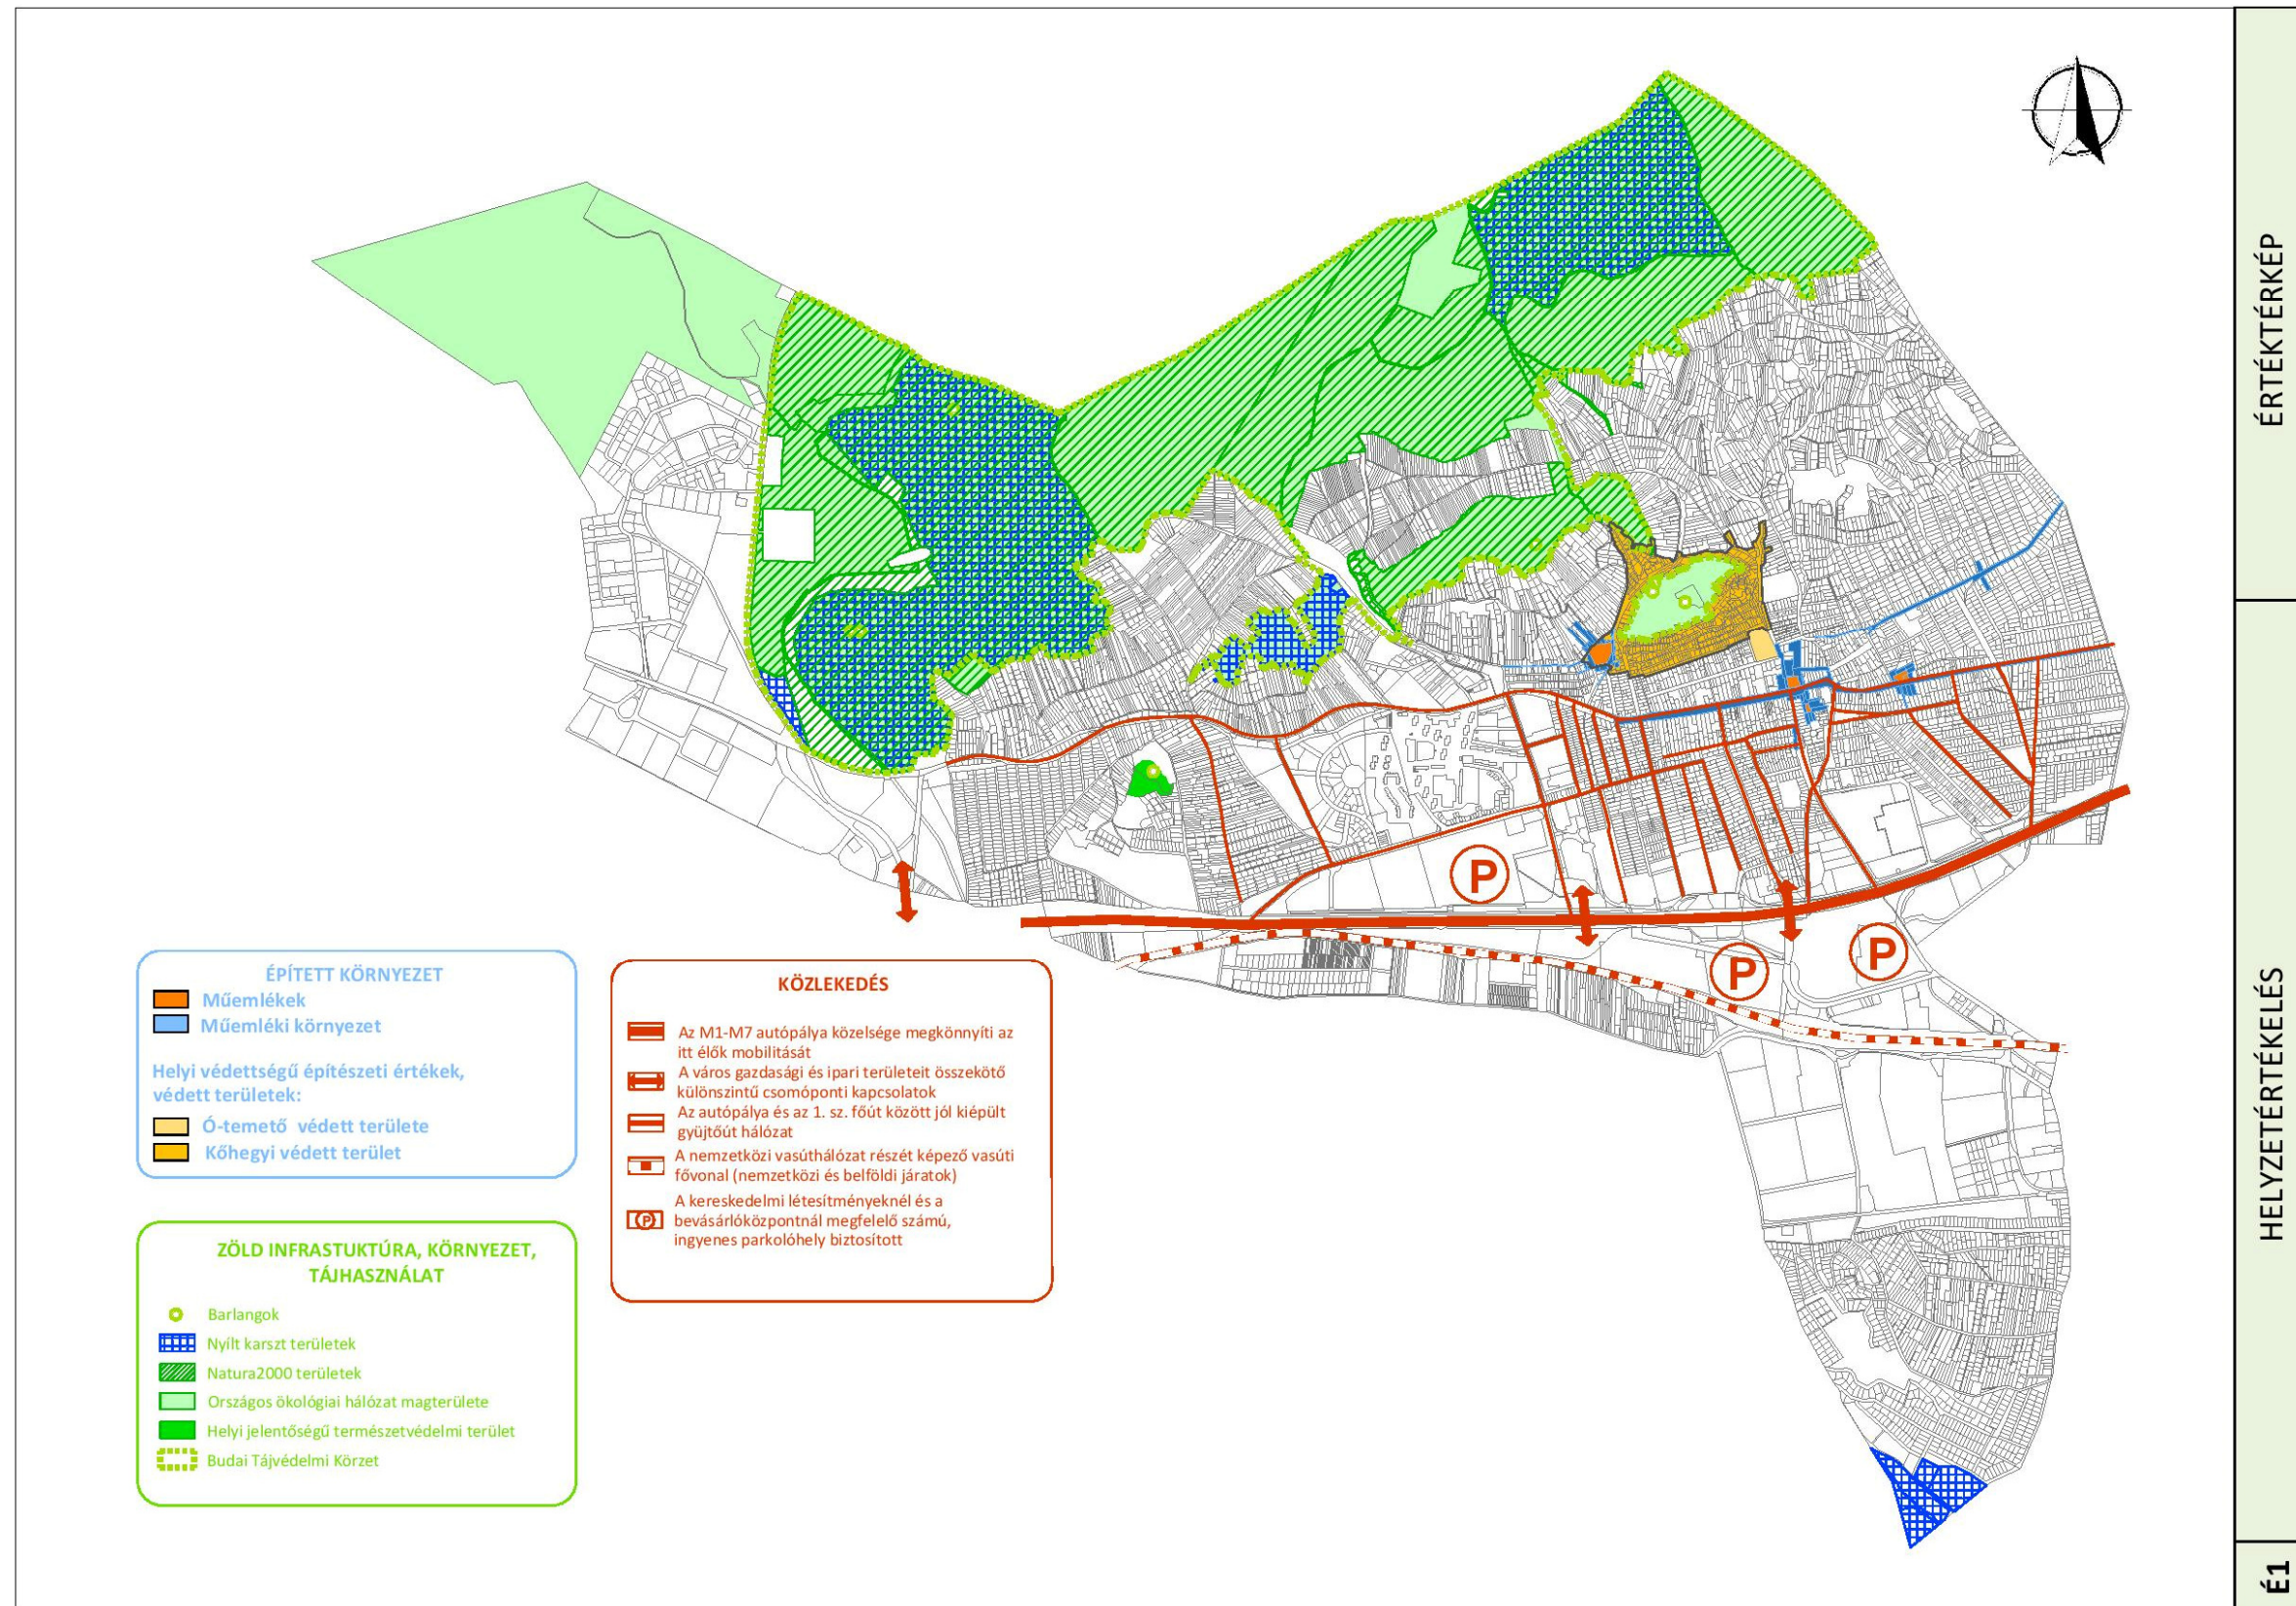 ÉRTÉKTÉRKÉP
HELYZETÉRTÉKELÉS
É1
P
P
P
ÉPÍTETT KÖRNYEZET
Műemlékek
Műemléki környezet
Helyi védettségű építészeti értékek,
védett területek:
Ó-temető védett területe
Kőhegyi védett terület
ZÖLD INFRASTUKTÚRA, KÖRNYEZET,
TÁJHASZNÁLAT
Barlangok
Nyílt karszt területek
Natura2000 területek
Országos ökológiai hálózat magterülete
Helyi jelentőségű természetvédelmi terület
Budai Tájvédelmi Körzet
KÖZLEKEDÉS
Az M1-M7 autópálya közelsége megkönnyíti az
itt élők mobilitását
A város gazdasági és ipari területeit összekötő
különszintű csomóponti kapcsolatok
Az autópálya és az 1. sz. főút között jól kiépült
gyüjtőút hálózat
A nemzetközi vasúthálózat részét képező vasúti
fővonal (nemzetközi és belföldi járatok)
P
A kereskedelmi létesítményeknél és a
bevásárlóközpontnál megfelelő számú,
ingyenes parkolóhely biztosított